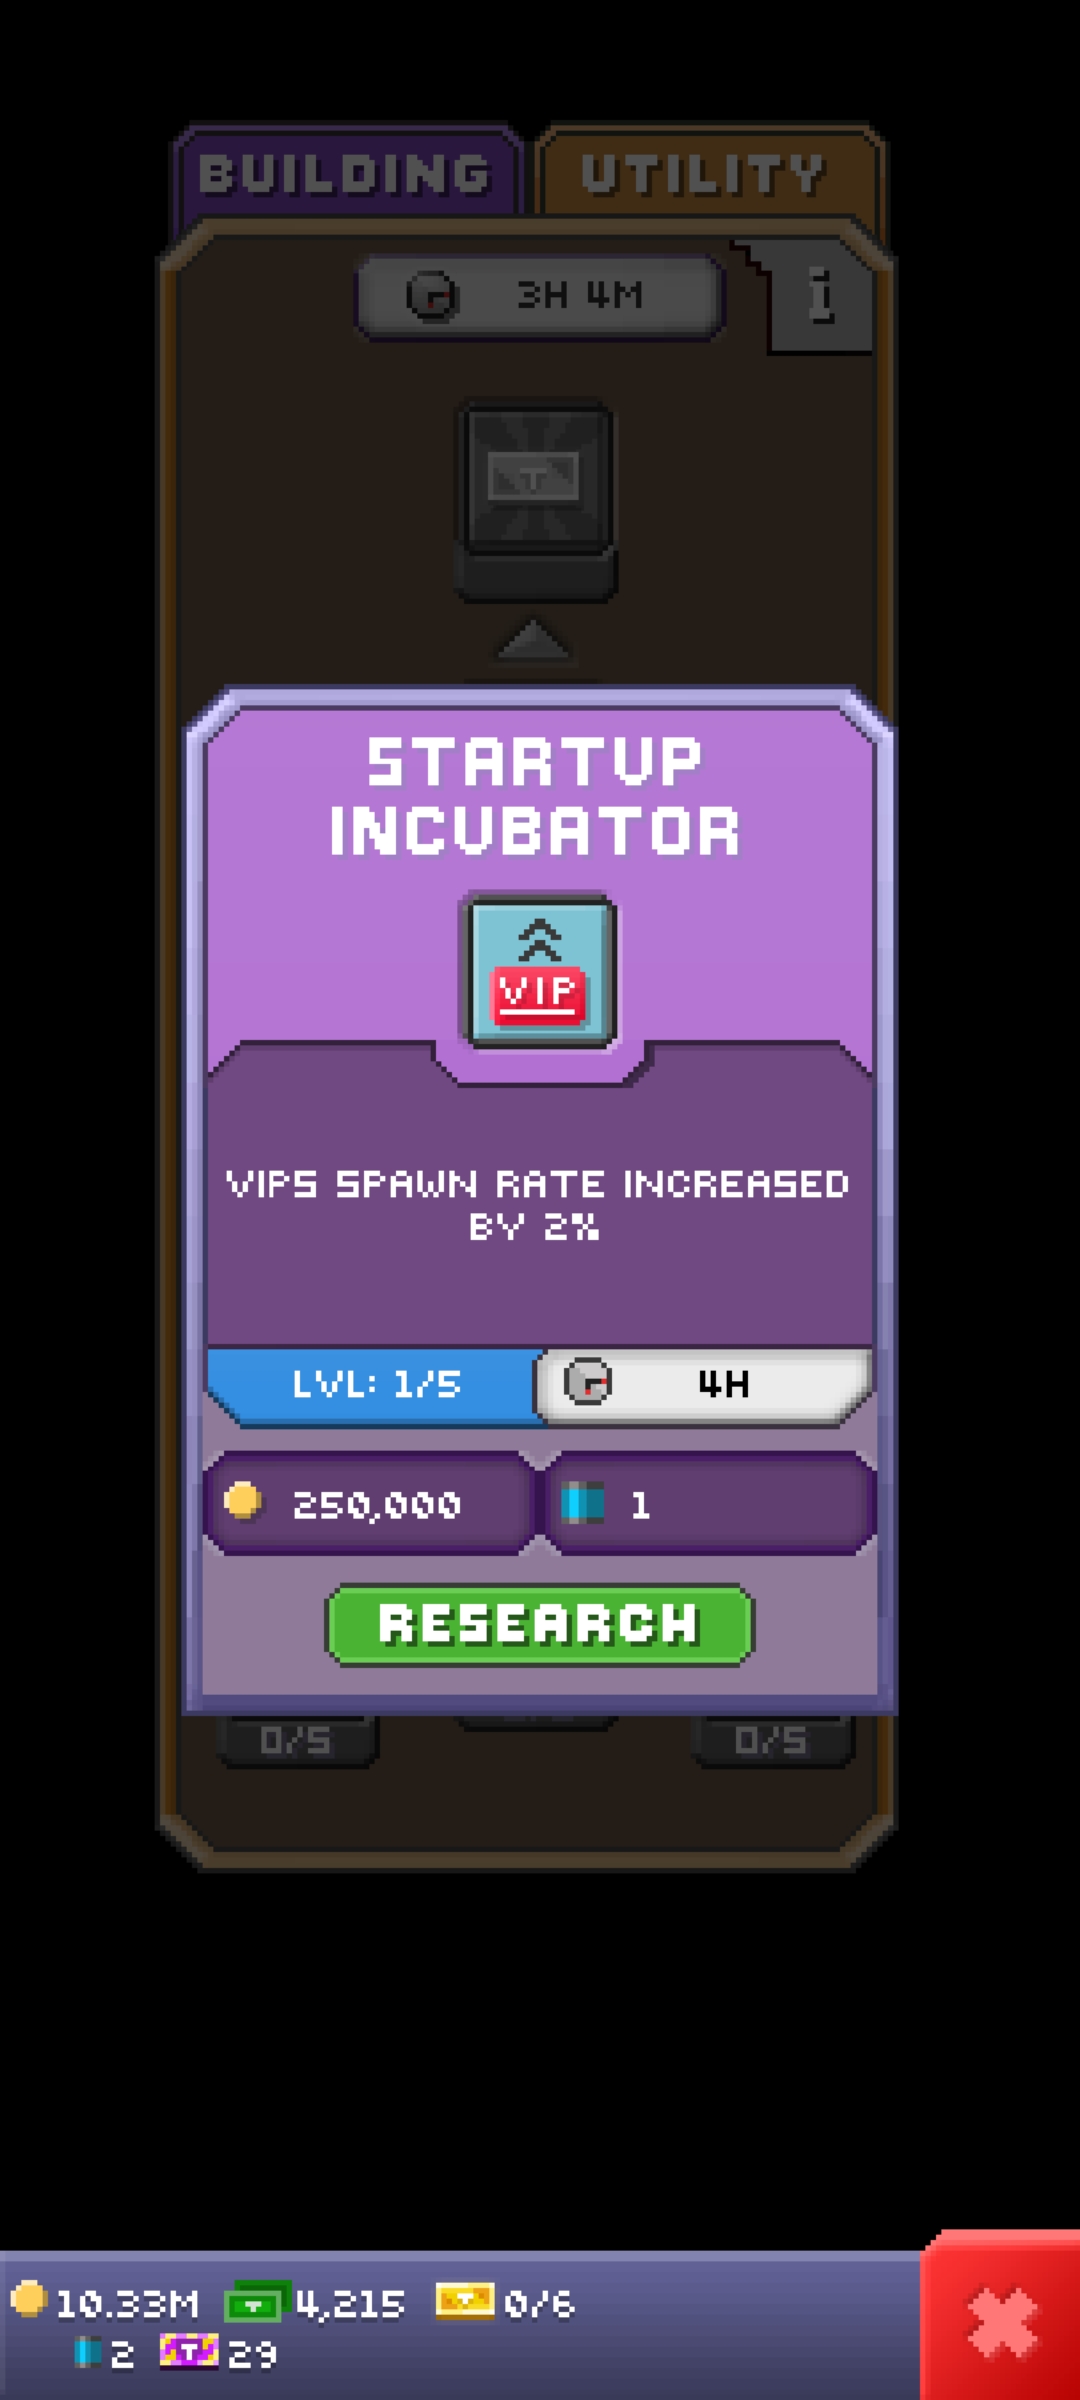 BUILDING UTILITY
3H 4M i
T
STARTUP
INCUBATOR
VIP
VIPS SPAWN RATE INCREASED
BY 2%
LVL: 1/5 4H
250,000 1
RESEARCH
0/5 0/5
10.33M T 4,215 T 0/6
2 T 29